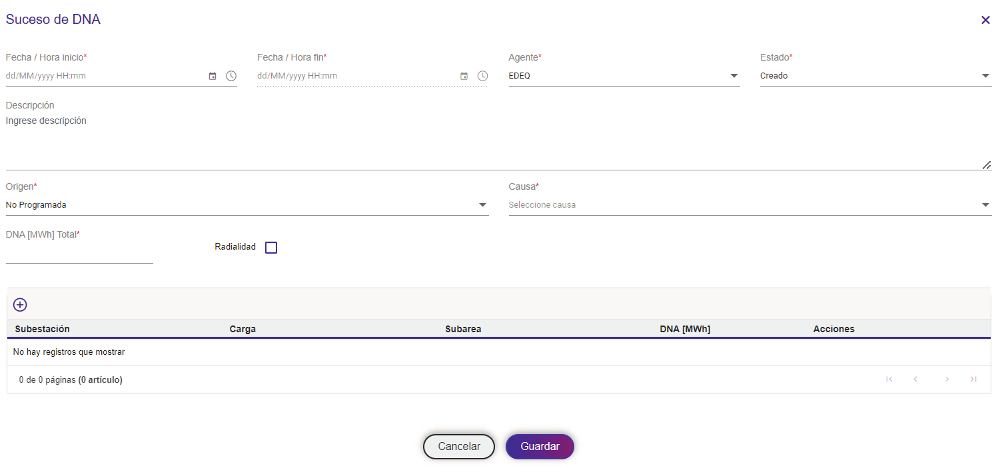 Suceso de DNA
Fecha / Hora inicio* Fecha / Hora fin* Agente* Estado*
dd/MM/yyyy HH:mm dd/MM/yyyy HH:mm EDEQ Creado
Descripción
Ingrese descripción
Origen* Causa*
No Programada Seleccione causa
DNA [MWh] Total*
Radialidad
Subestación Carga Subarea DNA [MWh] Acciones
No hay registros que mostrar
0 de 0 páginas (0 artículo)
Cancelar Guardar